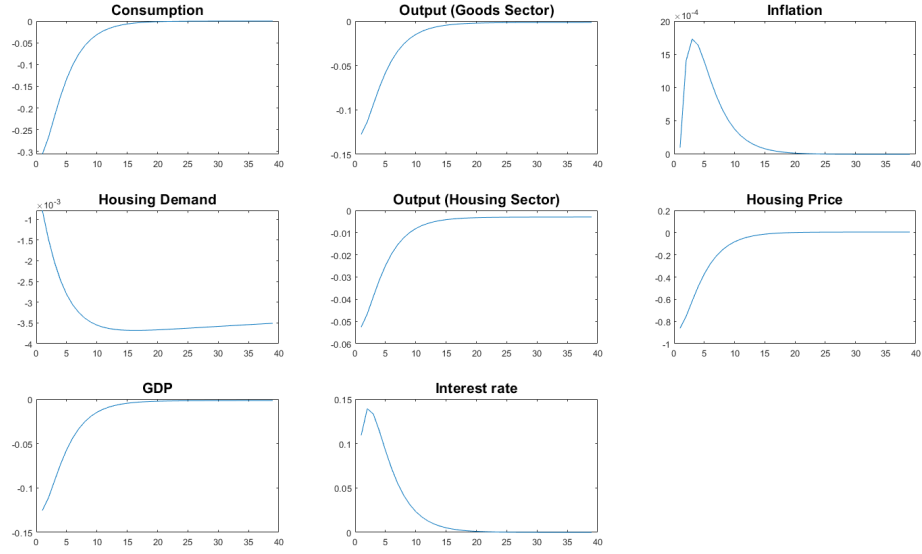 Consumption
0
-0.05
-0.1
-0.15
-0.2
-0.25
-0.3
0 5 10 15 20 25 30 35 40
Output (Goods Sector)
0
-0.05
-0.1
-0.15
0 5 10 15 20 25 30 35 40
Inflation
×10⁻⁴
20
15
10
5
0
0 5 10 15 20 25 30 35 40
Housing Demand
×10⁻³
-1
-1.5
-2
-2.5
-3
-3.5
-4
0 5 10 15 20 25 30 35 40
Output (Housing Sector)
0
-0.01
-0.02
-0.03
-0.04
-0.05
-0.06
0 5 10 15 20 25 30 35 40
Housing Price
0.2
0
-0.2
-0.4
-0.6
-0.8
-1
0 5 10 15 20 25 30 35 40
GDP
0
-0.05
-0.1
-0.15
0 5 10 15 20 25 30 35 40
Interest rate
0.15
0.1
0.05
0
0 5 10 15 20 25 30 35 40